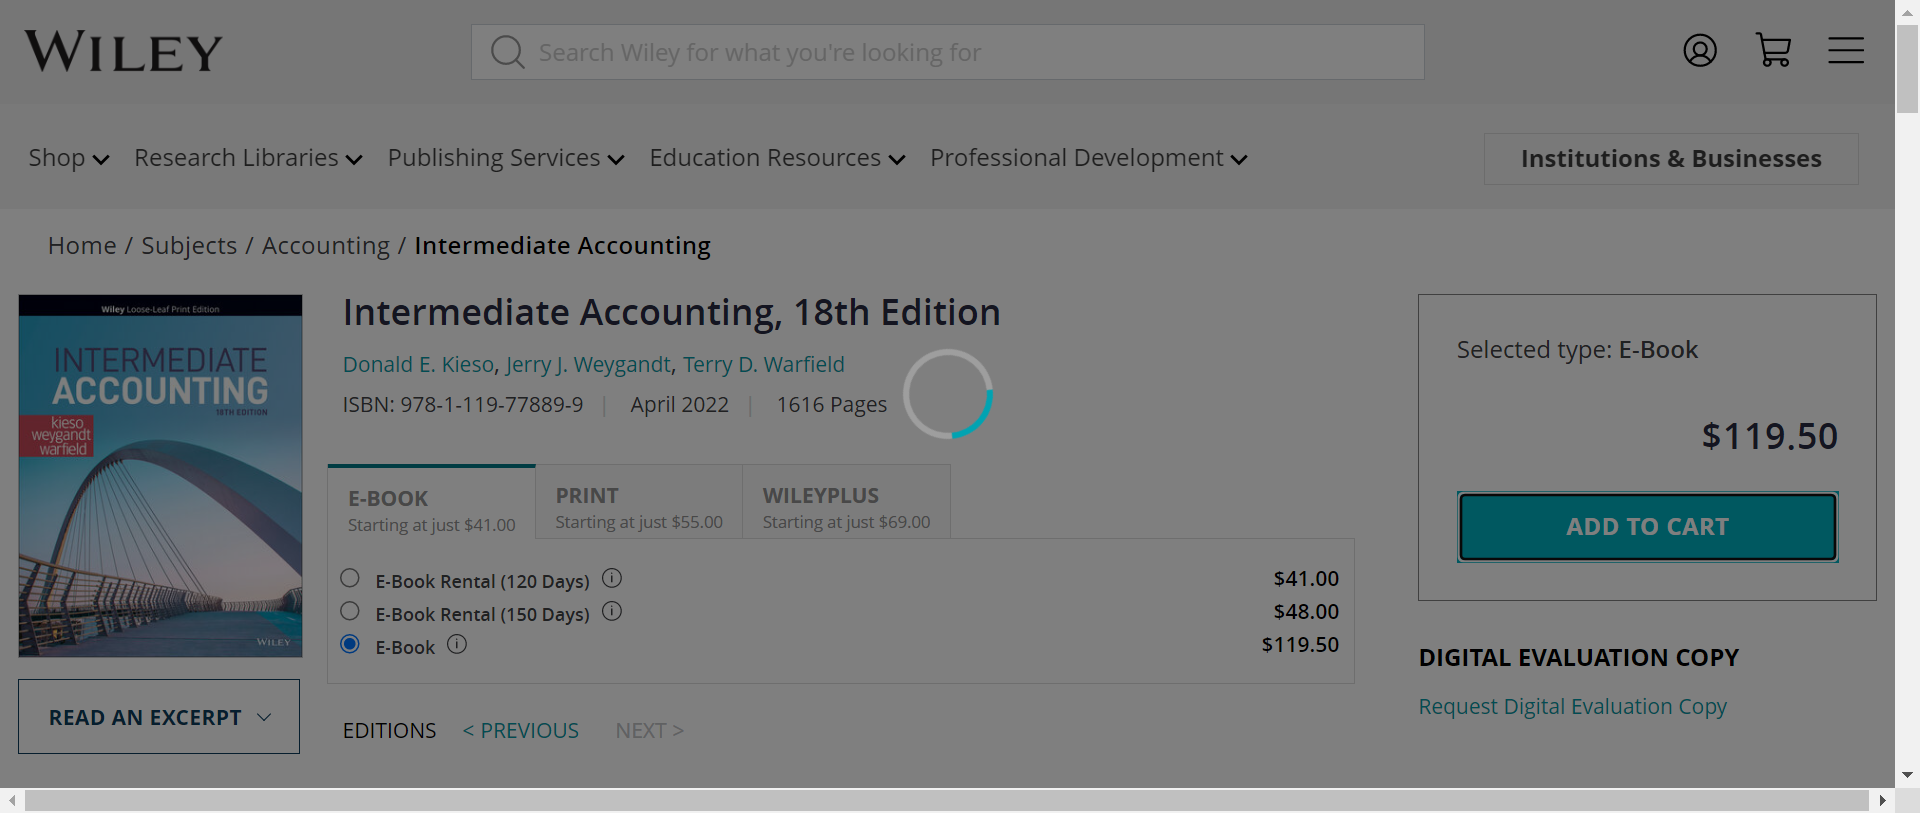 WILEY
Search Wiley for what you're looking for
Shop Research Libraries Publishing Services Education Resources Professional Development Institutions & Businesses
Home / Subjects / Accounting / Intermediate Accounting
Wiley Loose-Leaf Print Edition
INTERMEDIATE
ACCOUNTING
18TH EDITION
kieso
weygandt
warfield
WILEY
READ AN EXCERPT
Intermediate Accounting, 18th Edition
Donald E. Kieso, Jerry J. Weygandt, Terry D. Warfield
ISBN: 978-1-119-77889-9 | April 2022 | 1616 Pages
E-BOOK
Starting at just $41.00
PRINT
Starting at just $55.00
WILEYPLUS
Starting at just $69.00
E-Book Rental (120 Days) $41.00
E-Book Rental (150 Days) $48.00
E-Book $119.50
EDITIONS < PREVIOUS NEXT >
Selected type: E-Book
$119.50
ADD TO CART
DIGITAL EVALUATION COPY
Request Digital Evaluation Copy